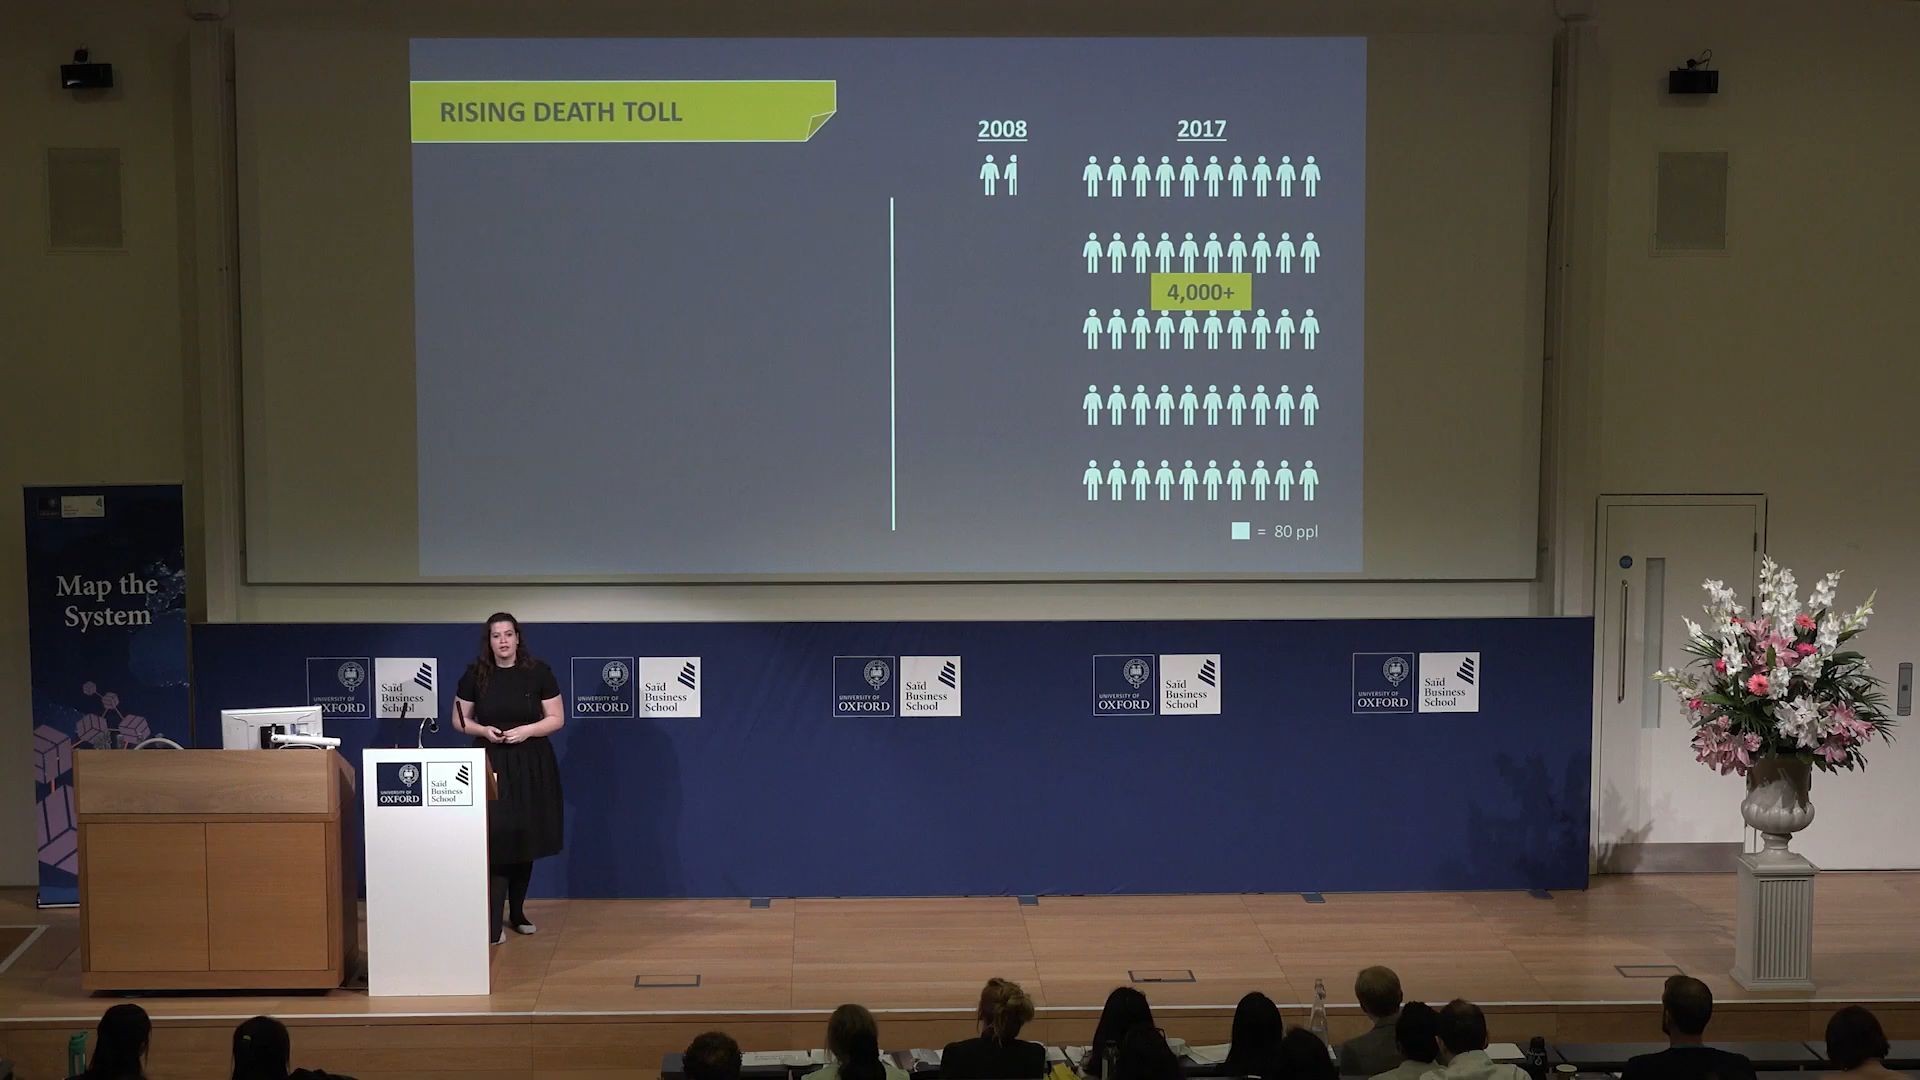 RISING DEATH TOLL
2008
2017
4,000+
= 80 ppl
Map the
System
UNIVERSITY OF
OXFORD
Saïd
Business
School
UNIVERSITY OF
OXFORD
Saïd
Business
School
UNIVERSITY OF
OXFORD
Saïd
Business
School
UNIVERSITY OF
OXFORD
Saïd
Business
School
UNIVERSITY OF
OXFORD
Saïd
Business
School
UNIVERSITY OF
OXFORD
Saïd
Business
School